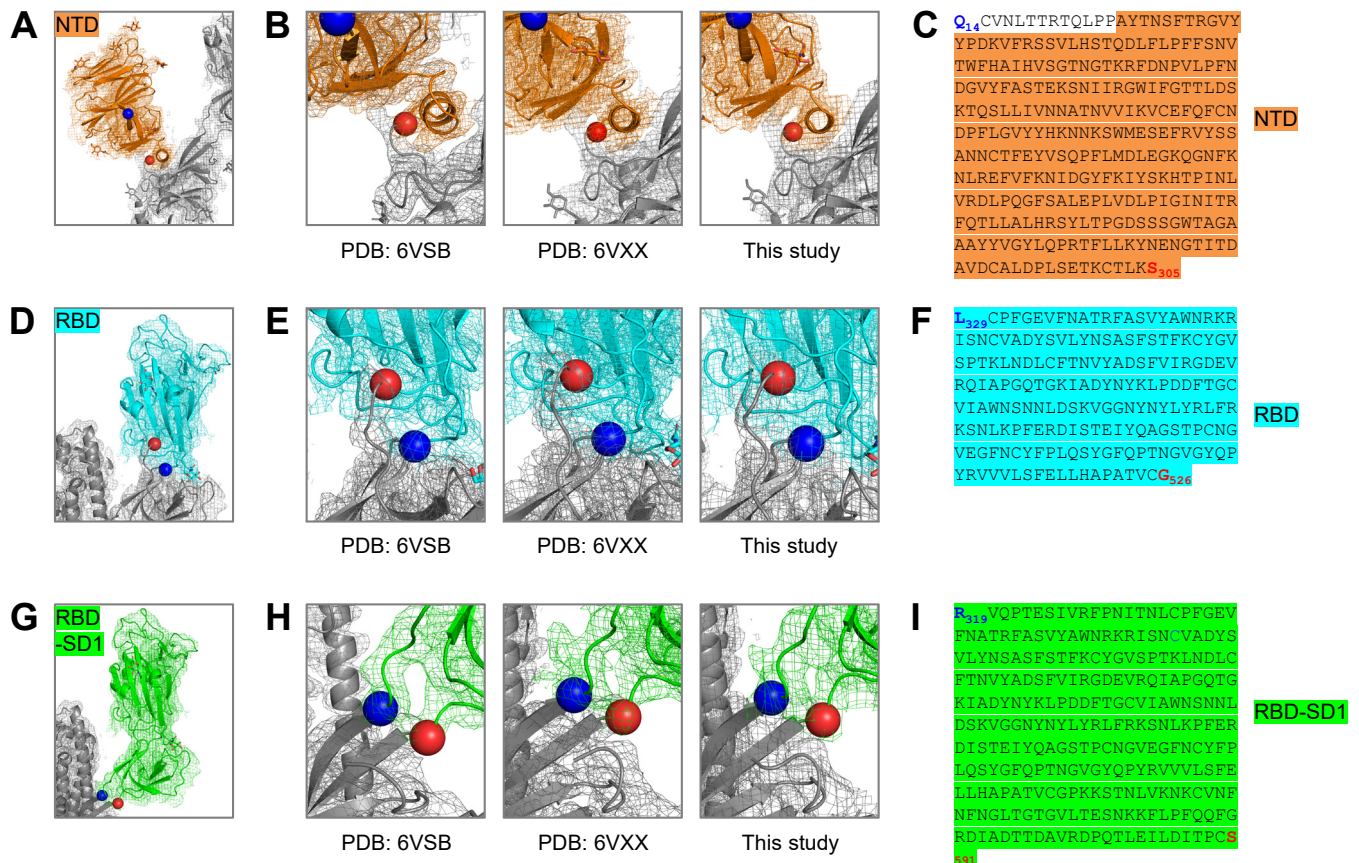 A
NTD
B
PDB: 6VSB
PDB: 6VXX
This study
C
Q14CVNLTTRTQLPPAYTNSFTRGVY
YPDKVFRSSVLHSTQDLFLPFFSNV
TWFHAIHVSGTNGTKRFDNPVLPFN
DGVYFASTEKSNIIRGWIFGTTLDS
KTQSLLIVNNATNVVIKVCEFQFCN
DPFLGVYYHKNNKSWMESEFRVYSS
ANNCTFEYVSQPFLMDLEGKQGNFK
NLREFVFKNIDGYFKIYSKHTPINL
VRDLPQGFSALEPLVDLPIGINITR
FQTLLALHRSYLTPGDSSSGWTAGA
AAYYVGYLQPRTFLLKYNENGTITD
AVDCALDPLSETKCTLKS305
NTD
D
RBD
E
PDB: 6VSB
PDB: 6VXX
This study
F
L329CPFGEVFNATRFASVYAWNRKR
ISNCVADYSVLYNSASFSTFKCYGV
SPTKLNDLCFTNVYADSFVIRGDEV
RQIAPGQTGKIADYNYKLPDDFTGC
VIAWNSNNLDSKVGGNYNYLYRLFR
KSNLKPFERDISTEIYQAGSTPCNG
VEGFNCYFPLQSYGFQPTNGVGYQP
YRVVVLSFELLHAPATVCG526
RBD
G
RBD
-SD1
H
PDB: 6VSB
PDB: 6VXX
This study
I
R319VQPTESIVRFPNITNLCPFGEV
FNATRFASVYAWNRKRISNCVADYS
VLYNSASFSTFKCYGVSPTKLNDLC
FTNVYADSFVIRGDEVRQIAPGQTG
KIADYNYKLPDDFTGCVIAWNSNNL
DSKVGGNYNYLYRLFRKSNLKPFER
DISTEIYQAGSTPCNGVEGFNCYFP
LQSYGFQPTNGVGYQPYRVVVLSFE
LLHAPATVCGPKKSTNLVKNKCVNF
NFNGLTGTGVLTESNKKFLPFQQFG
RDIADTTDAVRDPQTLEILDITPCS
591
RBD-SD1